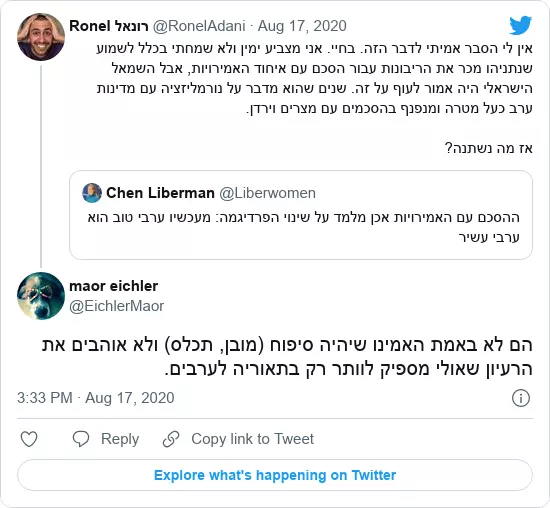 Ronel רונאל @RonelAdani · Aug 17, 2020
אין לי הסבר אמיתי לדבר הזה. בחיי. אני מצביע ימין ולא שמחתי בכלל לשמוע
שנתניהו מכר את הריבונות עבור הסכם עם איחוד האמירויות, אבל השמאל
הישראלי היה אמור לעוף על זה. שנים שהוא מדבר על נורמליזציה עם מדינות
ערב כעל מטרה ומנפנף בהסכמים עם מצרים וירדן.
אז מה נשתנה?
Chen Liberman @Liberwomen
ההסכם עם האמירויות אכן מלמד על שינוי הפרדיגמה: מעכשיו ערבי טוב הוא
ערבי עשיר
maor eichler
@EichlerMaor
הם לא באמת האמינו שיהיה סיפוח (מובן, תכלס) ולא אוהבים את
הרעיון שאולי מספיק לוותר רק בתאוריה לערבים.
3:33 PM · Aug 17, 2020
Reply
Copy link to Tweet
Explore what's happening on Twitter